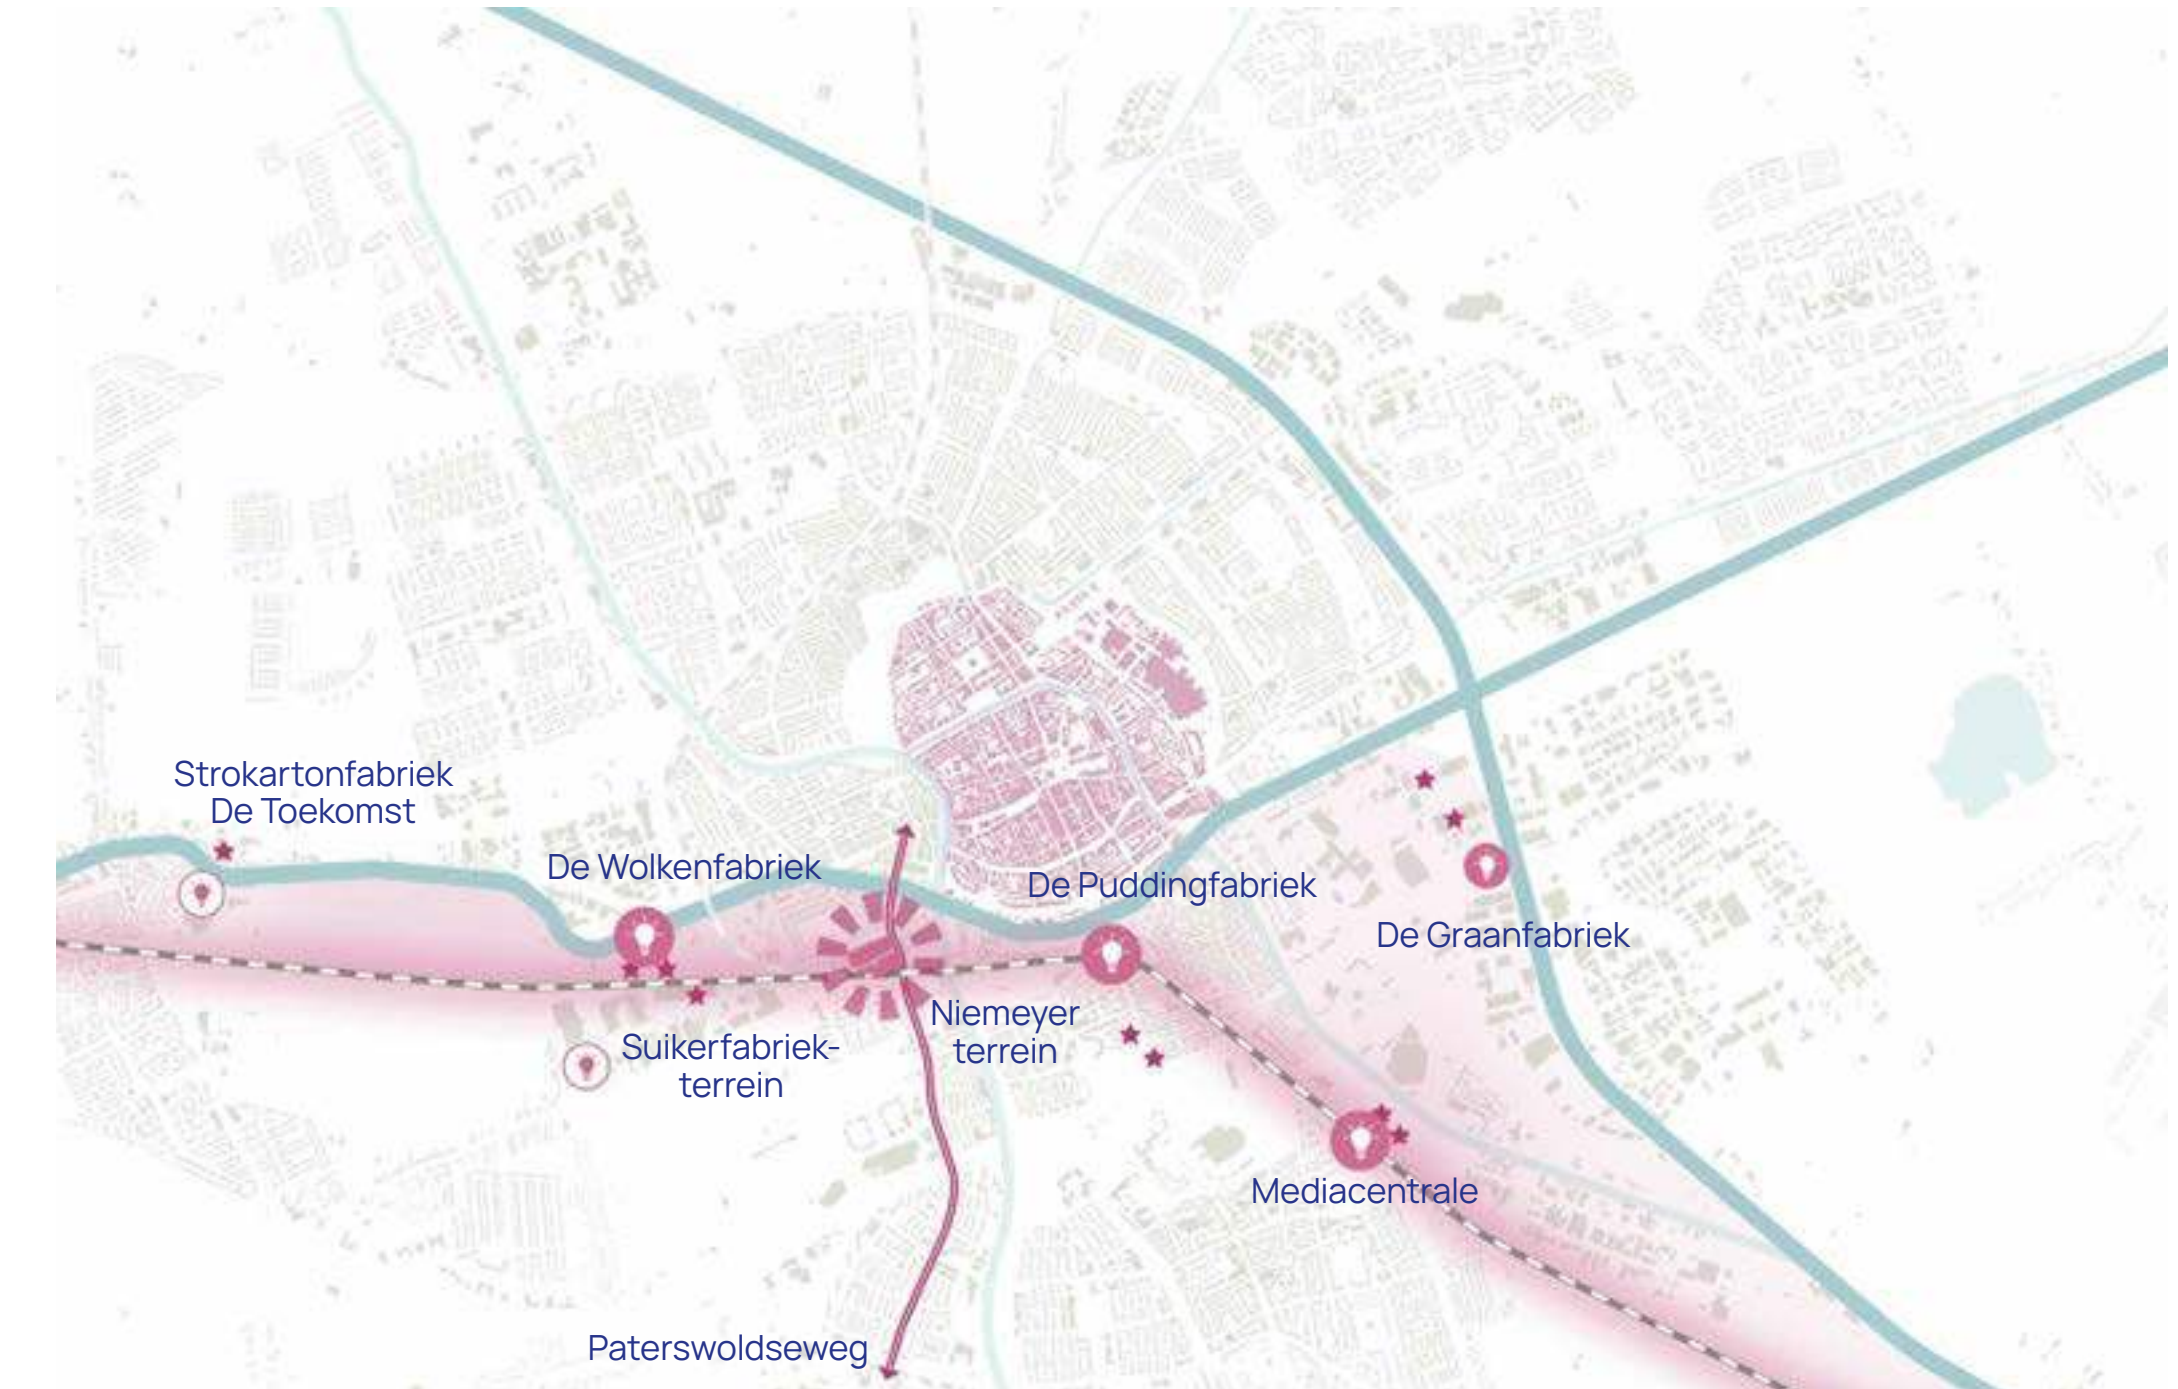 Strokartonfabriek
De Toekomst
De Wolkenfabriek
De Puddingfabriek
De Graanfabriek
Niemeyer
terrein
Suikerfabriek-
terrein
Mediacentrale
Paterswoldseweg